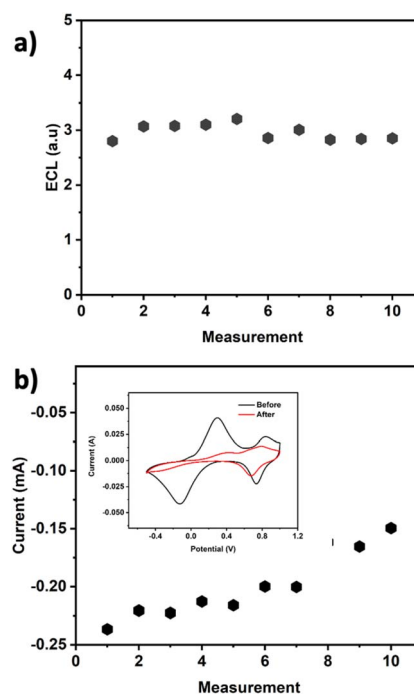 a)
5
4
3
2
1
0
ECL (a.u)
0 2 4 6 8 10
Measurement
b)
-0.05
-0.10
-0.15
-0.20
-0.25
Current (mA)
0.050
0.025
0.000
-0.025
-0.050
Current (A)
Before
After
-0.4 0.0 0.4 0.8 1.2
Potential (V)
0 2 4 6 8 10
Measurement